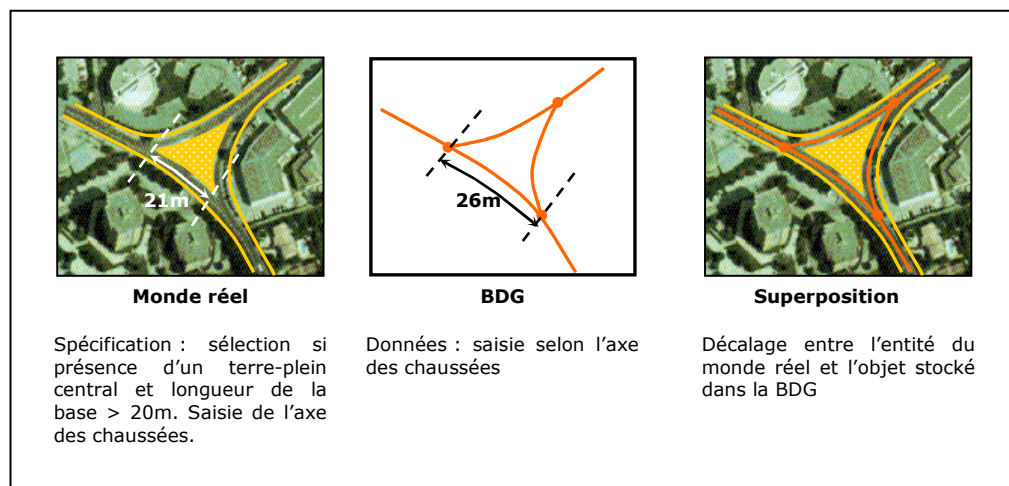 21m
26m
Monde réel
BDG
Superposition
Spécification : sélection si
présence d’un terre-plein
central et longueur de la
base > 20m. Saisie de l’axe
des chaussées.
Données : saisie selon l’axe
des chaussées
Décalage entre l’entité du
monde réel et l’objet stocké
dans la BDG